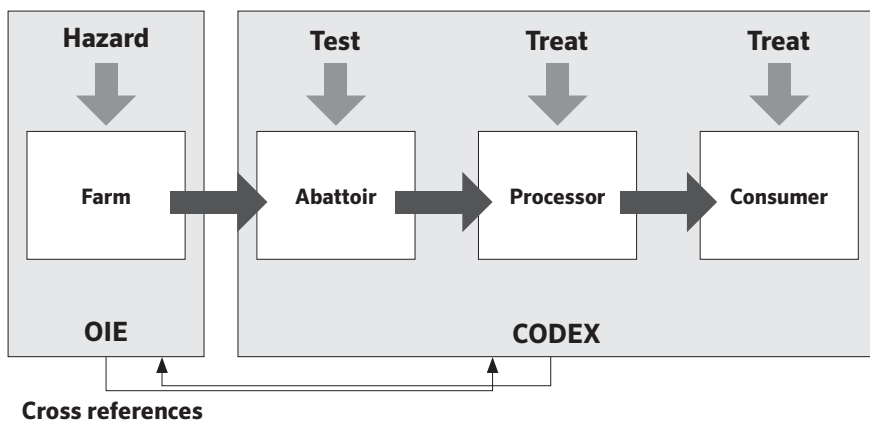 Hazard
Test
Treat
Treat
Farm
Abattoir
Processor
Consumer
OIE
CODEX
Cross references